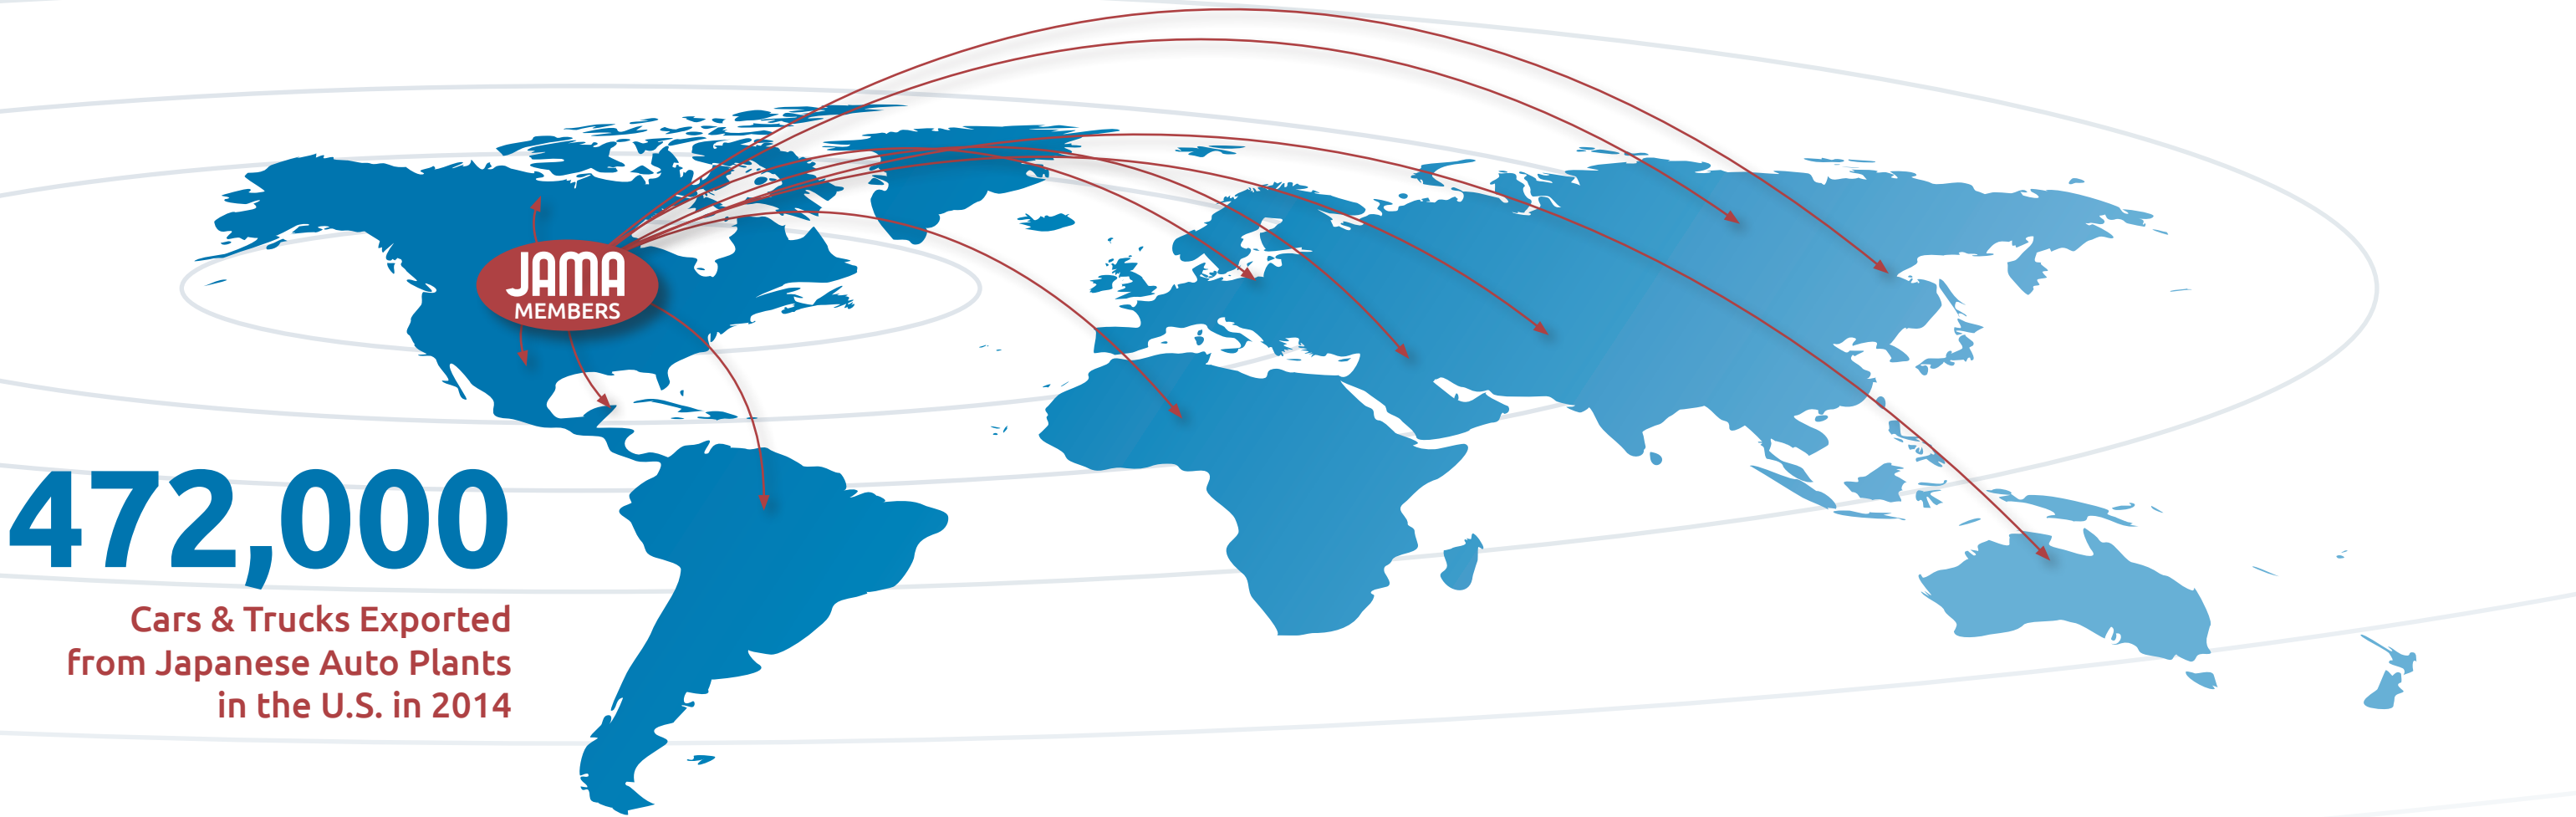 JAMA
MEMBERS
472,000
Cars & Trucks Exported
from Japanese Auto Plants
in the U.S. in 2014